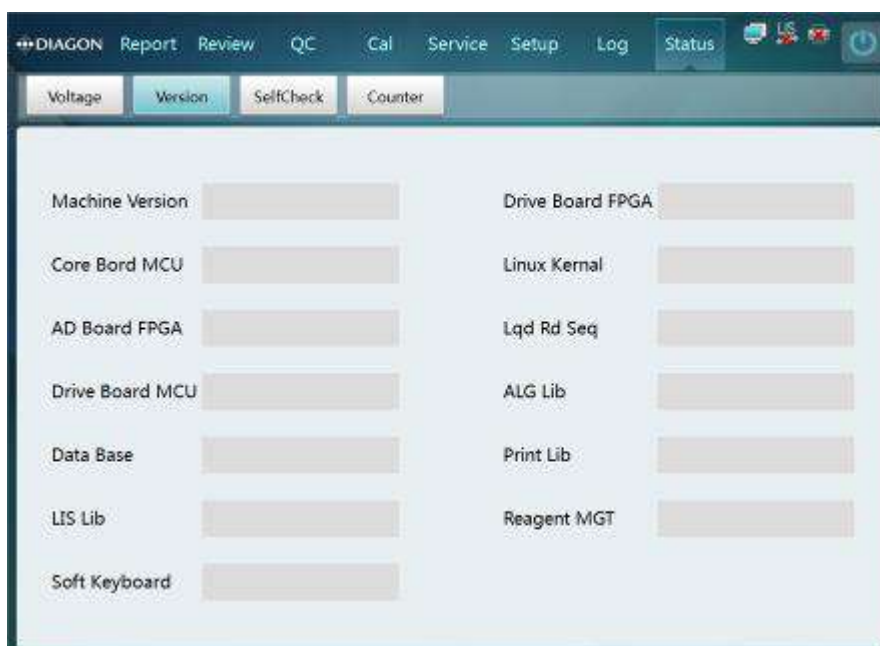 DIAGON Report Review QC Cal Service Setup Log Status LIS
Voltage Version SelfCheck Counter
Machine Version Drive Board FPGA
Core Bord MCU Linux Kernal
AD Board FPGA Lqd Rd Seq
Drive Board MCU ALG Lib
Data Base Print Lib
LIS Lib Reagent MGT
Soft Keyboard